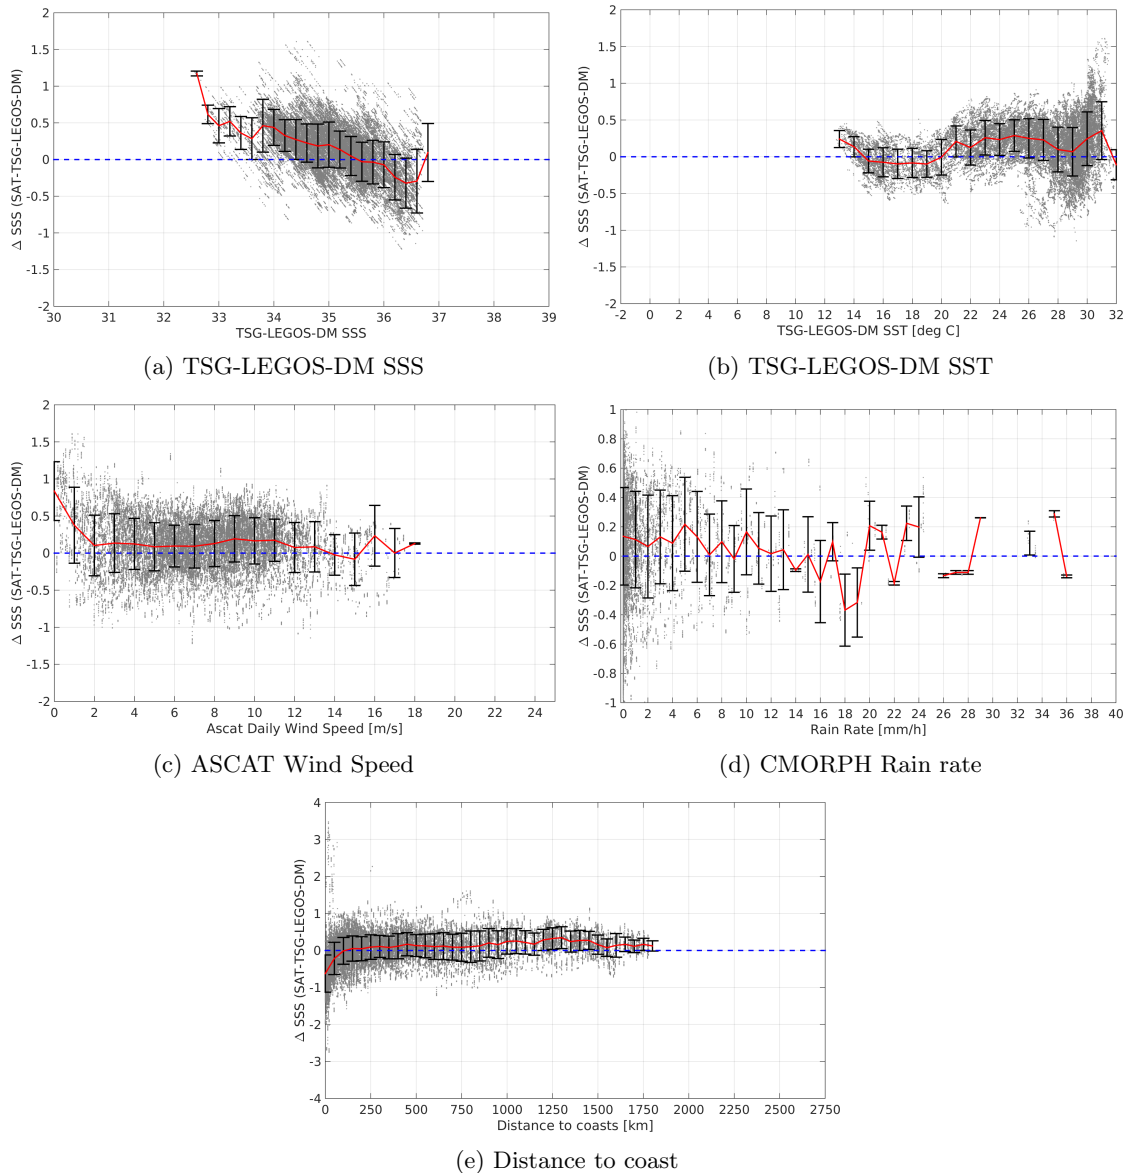 2
1.5
1
0.5
0
-0.5
-1
-1.5
-2
Δ SSS (SAT-TSG-LEGOS-DM)
30 31 32 33 34 35 36 37 38 39
TSG-LEGOS-DM SSS
(a) TSG-LEGOS-DM SSS
2
1.5
1
0.5
0
-0.5
-1
-1.5
-2
Δ SSS (SAT-TSG-LEGOS-DM)
-2 0 2 4 6 8 10 12 14 16 18 20 22 24 26 28 30 32
TSG-LEGOS-DM SST [deg C]
(b) TSG-LEGOS-DM SST
2
1.5
1
0.5
0
-0.5
-1
-1.5
-2
Δ SSS (SAT-TSG-LEGOS-DM)
0 2 4 6 8 10 12 14 16 18 20 22 24
Ascat Daily Wind Speed [m/s]
(c) ASCAT Wind Speed
1
0.8
0.6
0.4
0.2
0
-0.2
-0.4
-0.6
-0.8
-1
Δ SSS (SAT-TSG-LEGOS-DM)
0 2 4 6 8 10 12 14 16 18 20 22 24 26 28 30 32 34 36 38 40
Rain Rate [mm/h]
(d) CMORPH Rain rate
4
3
2
1
0
-1
-2
-3
-4
Δ SSS (SAT-TSG-LEGOS-DM)
0 250 500 750 1000 1250 1500 1750 2000 2250 2500 2750
Distance to coasts [km]
(e) Distance to coast